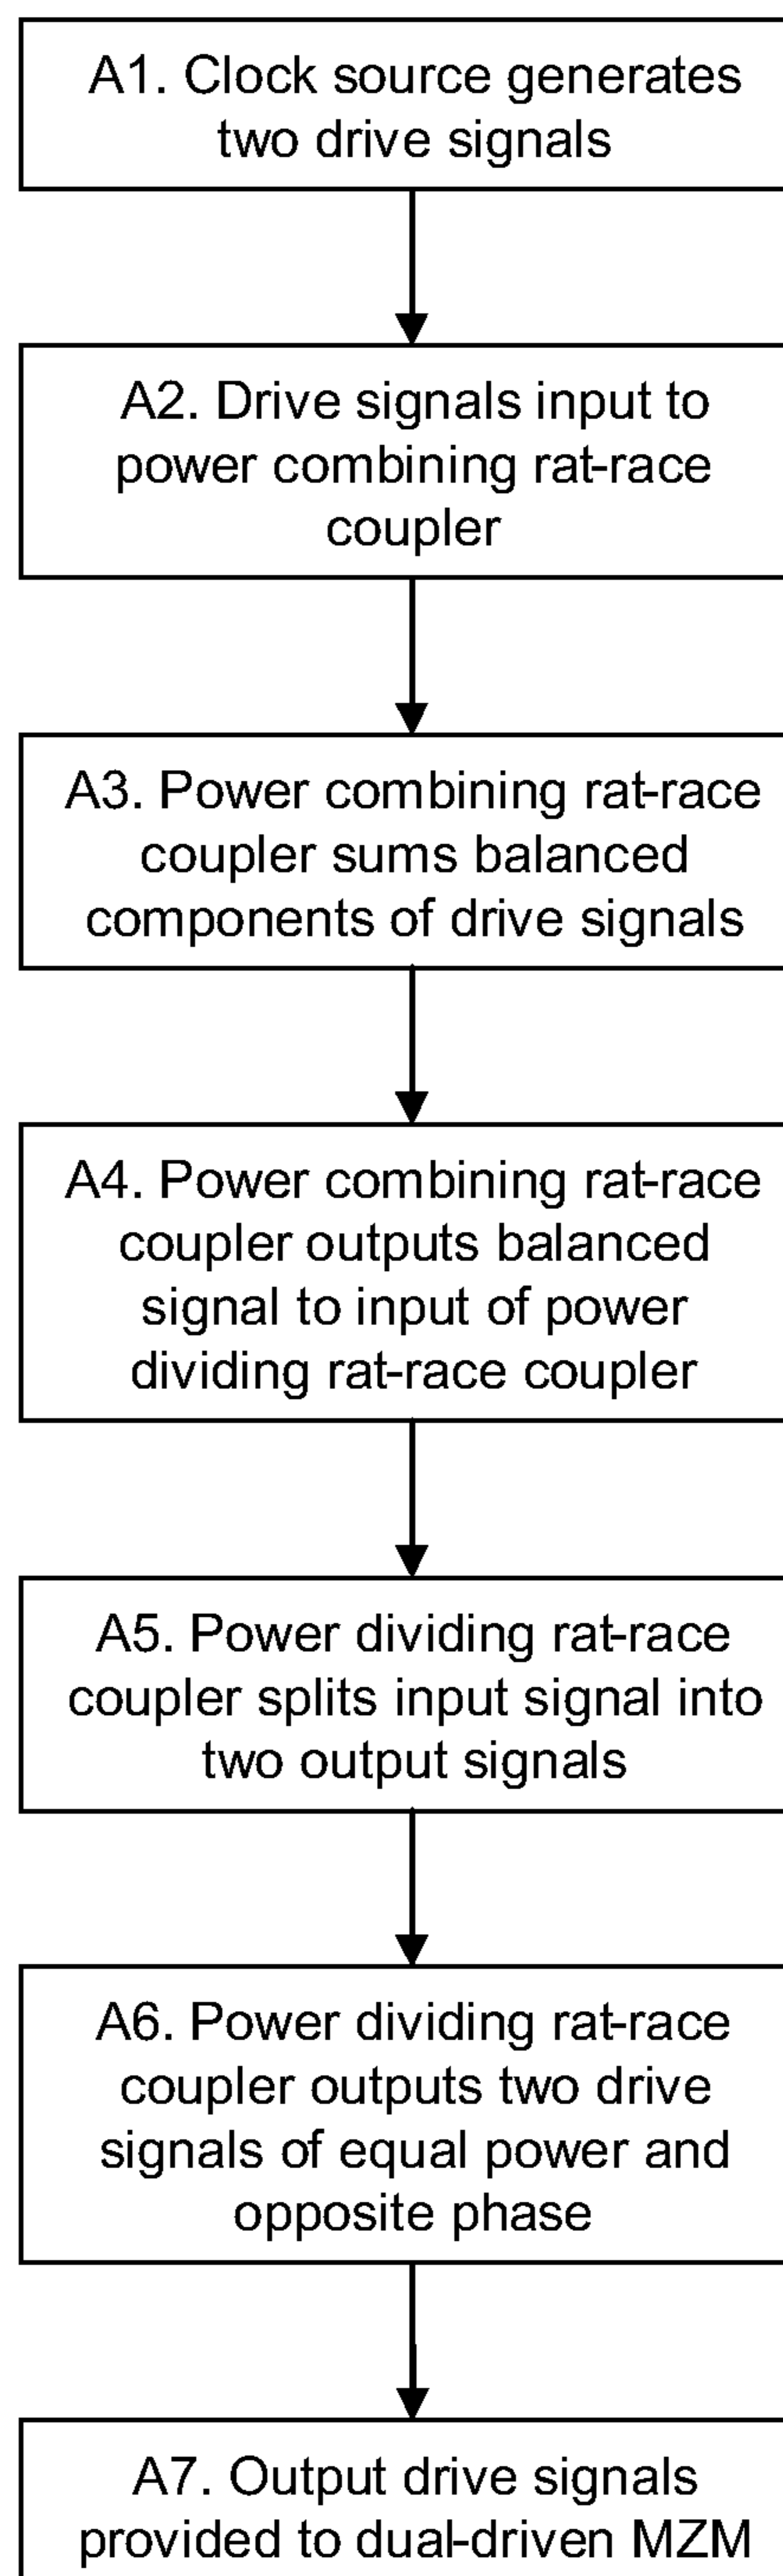 A1. Clock source generates
two drive signals
A2. Drive signals input to
power combining rat-race
coupler
A3. Power combining rat-race
coupler sums balanced
components of drive signals
A4. Power combining rat-race
coupler outputs balanced
signal to input of power
dividing rat-race coupler
A5. Power dividing rat-race
coupler splits input signal into
two output signals
A6. Power dividing rat-race
coupler outputs two drive
signals of equal power and
opposite phase
A7. Output drive signals
provided to dual-driven MZM